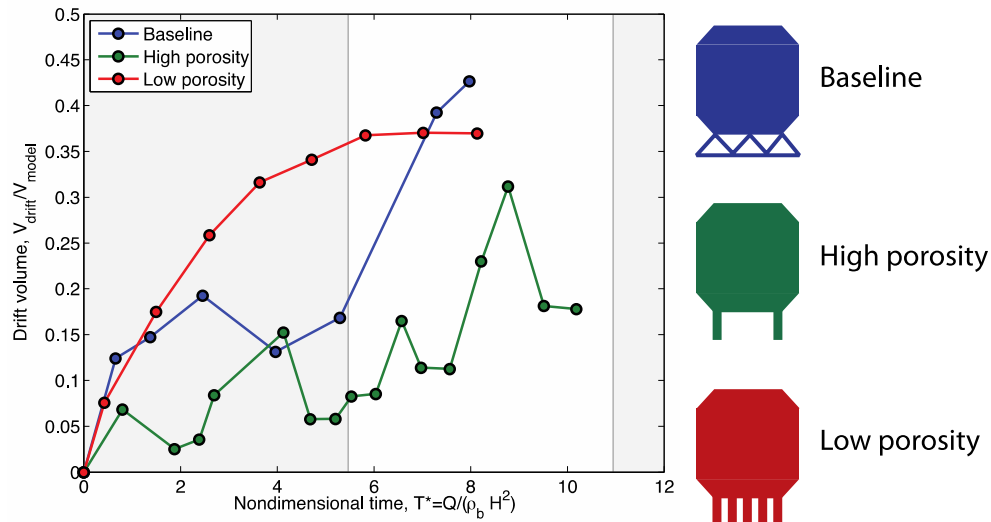 0.5
0.45
0.4
0.35
0.3
0.25
0.2
0.15
0.1
0.05
0
Drift volume, V_drift/V_model
Baseline
High porosity
Low porosity
0 2 4 6 8 10 12
Nondimensional time, T*=Q/(ρ_b H²)
Baseline
High porosity
Low porosity